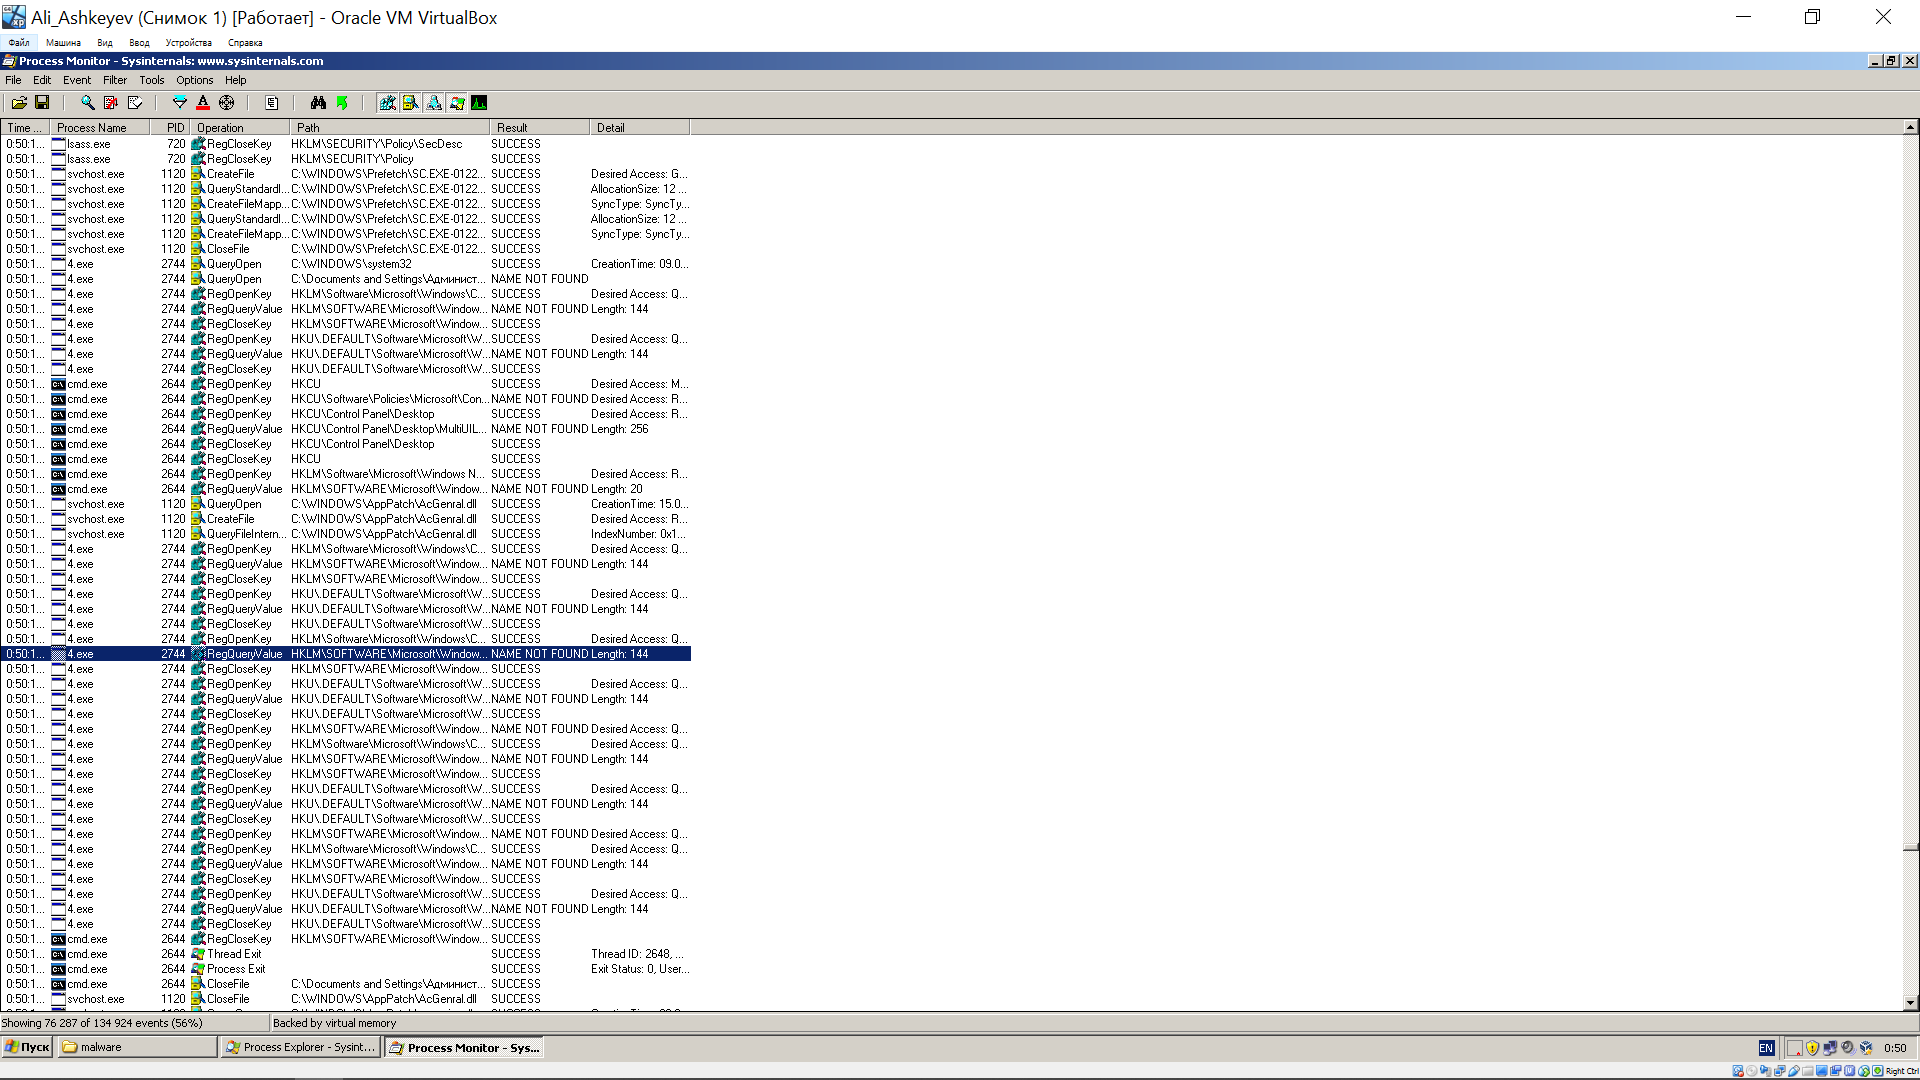 Ali_Ashkeyev (Снимок 1) [Работает] - Oracle VM VirtualBox
Файл Машина Вид Ввод Устройства Справка
Process Monitor - Sysinternals: www.sysinternals.com
File Edit Event Filter Tools Options Help
Time ... Process Name PID Operation Path Result Detail
0:50:1... lsass.exe 720 RegCloseKey HKLM\SECURITY\Policy\SecDesc SUCCESS
0:50:1... lsass.exe 720 RegCloseKey HKLM\SECURITY\Policy SUCCESS
0:50:1... svchost.exe 1120 CreateFile C:\WINDOWS\Prefetch\SC.EXE-0122... SUCCESS Desired Access: G...
0:50:1... svchost.exe 1120 QueryStandardI... C:\WINDOWS\Prefetch\SC.EXE-0122... SUCCESS AllocationSize: 12 ...
0:50:1... svchost.exe 1120 CreateFileMapp... C:\WINDOWS\Prefetch\SC.EXE-0122... SUCCESS SyncType: SyncTy...
0:50:1... svchost.exe 1120 QueryStandardI... C:\WINDOWS\Prefetch\SC.EXE-0122... SUCCESS AllocationSize: 12 ...
0:50:1... svchost.exe 1120 CreateFileMapp... C:\WINDOWS\Prefetch\SC.EXE-0122... SUCCESS SyncType: SyncTy...
0:50:1... svchost.exe 1120 CloseFile C:\WINDOWS\Prefetch\SC.EXE-0122... SUCCESS
0:50:1... 4.exe 2744 QueryOpen C:\WINDOWS\system32 SUCCESS CreationTime: 09.0...
0:50:1... 4.exe 2744 QueryOpen C:\Documents and Settings\Админист... NAME NOT FOUND
0:50:1... 4.exe 2744 RegOpenKey HKLM\Software\Microsoft\Windows\C... SUCCESS Desired Access: Q...
0:50:1... 4.exe 2744 RegQueryValue HKLM\SOFTWARE\Microsoft\Window... NAME NOT FOUND Length: 144
0:50:1... 4.exe 2744 RegCloseKey HKLM\SOFTWARE\Microsoft\Window... SUCCESS
0:50:1... 4.exe 2744 RegOpenKey HKU\.DEFAULT\Software\Microsoft\W... SUCCESS Desired Access: Q...
0:50:1... 4.exe 2744 RegQueryValue HKU\.DEFAULT\Software\Microsoft\W... NAME NOT FOUND Length: 144
0:50:1... 4.exe 2744 RegCloseKey HKU\.DEFAULT\Software\Microsoft\W... SUCCESS
0:50:1... cmd.exe 2644 RegOpenKey HKCU SUCCESS Desired Access: M...
0:50:1... cmd.exe 2644 RegOpenKey HKCU\Software\Policies\Microsoft\Con... NAME NOT FOUND Desired Access: R...
0:50:1... cmd.exe 2644 RegOpenKey HKCU\Control Panel\Desktop SUCCESS Desired Access: R...
0:50:1... cmd.exe 2644 RegQueryValue HKCU\Control Panel\Desktop\MultiUIL... NAME NOT FOUND Length: 256
0:50:1... cmd.exe 2644 RegCloseKey HKCU\Control Panel\Desktop SUCCESS
0:50:1... cmd.exe 2644 RegCloseKey HKCU SUCCESS
0:50:1... cmd.exe 2644 RegOpenKey HKLM\Software\Microsoft\Windows N... SUCCESS Desired Access: R...
0:50:1... cmd.exe 2644 RegQueryValue HKLM\SOFTWARE\Microsoft\Window... NAME NOT FOUND Length: 20
0:50:1... svchost.exe 1120 QueryOpen C:\WINDOWS\AppPatch\AcGenral.dll SUCCESS CreationTime: 15.0...
0:50:1... svchost.exe 1120 CreateFile C:\WINDOWS\AppPatch\AcGenral.dll SUCCESS Desired Access: R...
0:50:1... svchost.exe 1120 QueryFileIntern... C:\WINDOWS\AppPatch\AcGenral.dll SUCCESS IndexNumber: 0x1...
0:50:1... 4.exe 2744 RegOpenKey HKLM\Software\Microsoft\Windows\C... SUCCESS Desired Access: Q...
0:50:1... 4.exe 2744 RegQueryValue HKLM\SOFTWARE\Microsoft\Window... NAME NOT FOUND Length: 144
0:50:1... 4.exe 2744 RegCloseKey HKLM\SOFTWARE\Microsoft\Window... SUCCESS
0:50:1... 4.exe 2744 RegOpenKey HKU\.DEFAULT\Software\Microsoft\W... SUCCESS Desired Access: Q...
0:50:1... 4.exe 2744 RegQueryValue HKU\.DEFAULT\Software\Microsoft\W... NAME NOT FOUND Length: 144
0:50:1... 4.exe 2744 RegCloseKey HKU\.DEFAULT\Software\Microsoft\W... SUCCESS
0:50:1... 4.exe 2744 RegOpenKey HKLM\Software\Microsoft\Windows\C... SUCCESS Desired Access: Q...
0:50:1... 4.exe 2744 RegQueryValue HKLM\SOFTWARE\Microsoft\Window... NAME NOT FOUND Length: 144
0:50:1... 4.exe 2744 RegCloseKey HKLM\SOFTWARE\Microsoft\Window... SUCCESS
0:50:1... 4.exe 2744 RegOpenKey HKU\.DEFAULT\Software\Microsoft\W... SUCCESS Desired Access: Q...
0:50:1... 4.exe 2744 RegQueryValue HKU\.DEFAULT\Software\Microsoft\W... NAME NOT FOUND Length: 144
0:50:1... 4.exe 2744 RegCloseKey HKU\.DEFAULT\Software\Microsoft\W... SUCCESS
0:50:1... 4.exe 2744 RegOpenKey HKLM\SOFTWARE\Microsoft\Window... NAME NOT FOUND Desired Access: Q...
0:50:1... 4.exe 2744 RegOpenKey HKLM\Software\Microsoft\Windows\C... SUCCESS Desired Access: Q...
0:50:1... 4.exe 2744 RegQueryValue HKLM\SOFTWARE\Microsoft\Window... NAME NOT FOUND Length: 144
0:50:1... 4.exe 2744 RegCloseKey HKLM\SOFTWARE\Microsoft\Window... SUCCESS
0:50:1... 4.exe 2744 RegOpenKey HKU\.DEFAULT\Software\Microsoft\W... SUCCESS Desired Access: Q...
0:50:1... 4.exe 2744 RegQueryValue HKU\.DEFAULT\Software\Microsoft\W... NAME NOT FOUND Length: 144
0:50:1... 4.exe 2744 RegCloseKey HKU\.DEFAULT\Software\Microsoft\W... SUCCESS
0:50:1... 4.exe 2744 RegOpenKey HKLM\SOFTWARE\Microsoft\Window... NAME NOT FOUND Desired Access: Q...
0:50:1... 4.exe 2744 RegOpenKey HKLM\Software\Microsoft\Windows\C... SUCCESS Desired Access: Q...
0:50:1... 4.exe 2744 RegQueryValue HKLM\SOFTWARE\Microsoft\Window... NAME NOT FOUND Length: 144
0:50:1... 4.exe 2744 RegCloseKey HKLM\SOFTWARE\Microsoft\Window... SUCCESS
0:50:1... 4.exe 2744 RegOpenKey HKU\.DEFAULT\Software\Microsoft\W... SUCCESS Desired Access: Q...
0:50:1... 4.exe 2744 RegQueryValue HKU\.DEFAULT\Software\Microsoft\W... NAME NOT FOUND Length: 144
0:50:1... 4.exe 2744 RegCloseKey HKU\.DEFAULT\Software\Microsoft\W... SUCCESS
0:50:1... cmd.exe 2644 RegCloseKey HKLM\SOFTWARE\Microsoft\Window... SUCCESS
0:50:1... cmd.exe 2644 Thread Exit SUCCESS Thread ID: 2648, ...
0:50:1... cmd.exe 2644 Process Exit SUCCESS Exit Status: 0, User...
0:50:1... cmd.exe 2644 CloseFile C:\Documents and Settings\Админист... SUCCESS
0:50:1... svchost.exe 1120 CloseFile C:\WINDOWS\AppPatch\AcGenral.dll SUCCESS
Showing 76 287 of 134 924 events (56%) Backed by virtual memory
Пуск malware Process Explorer - Sysint... Process Monitor - Sys... EN 0:50
Right Ctrl